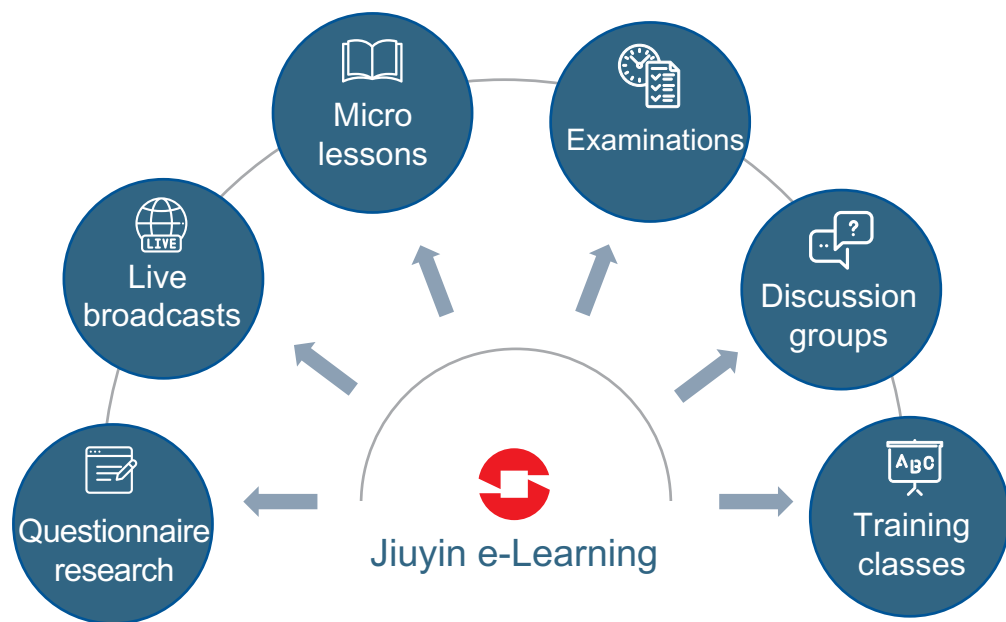 Micro
lessons
Examinations
LIVE
Live
broadcasts
?
Discussion
groups
Questionnaire
research
ABC
Training
classes
Jiuyin e-Learning